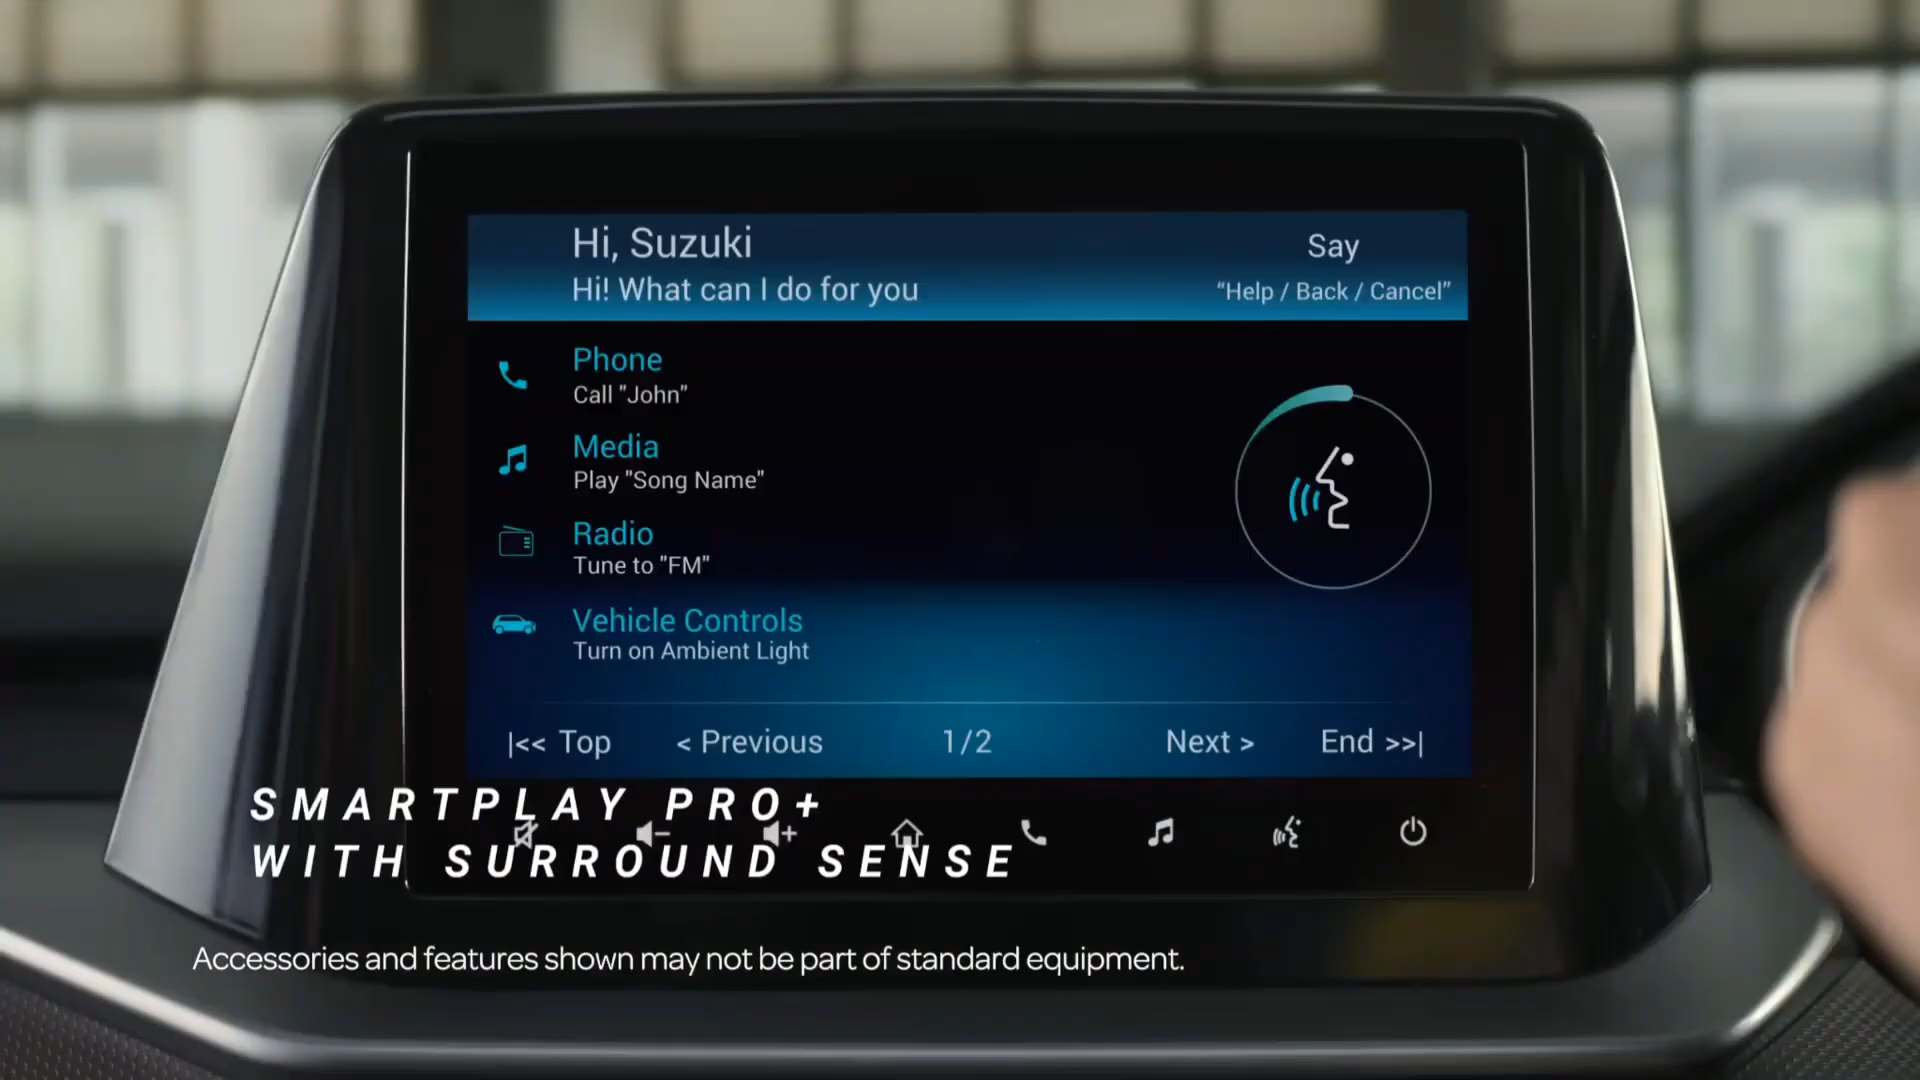 Hi, Suzuki
Hi! What can I do for you
Say
“Help / Back / Cancel”
Phone
Call "John"
Media
Play "Song Name"
Radio
Tune to "FM"
Vehicle Controls
Turn on Ambient Light
|<< Top < Previous 1/2 Next > End >>|
SMARTPLAY PRO+
WITH SURROUND SENSE
Accessories and features shown may not be part of standard equipment.